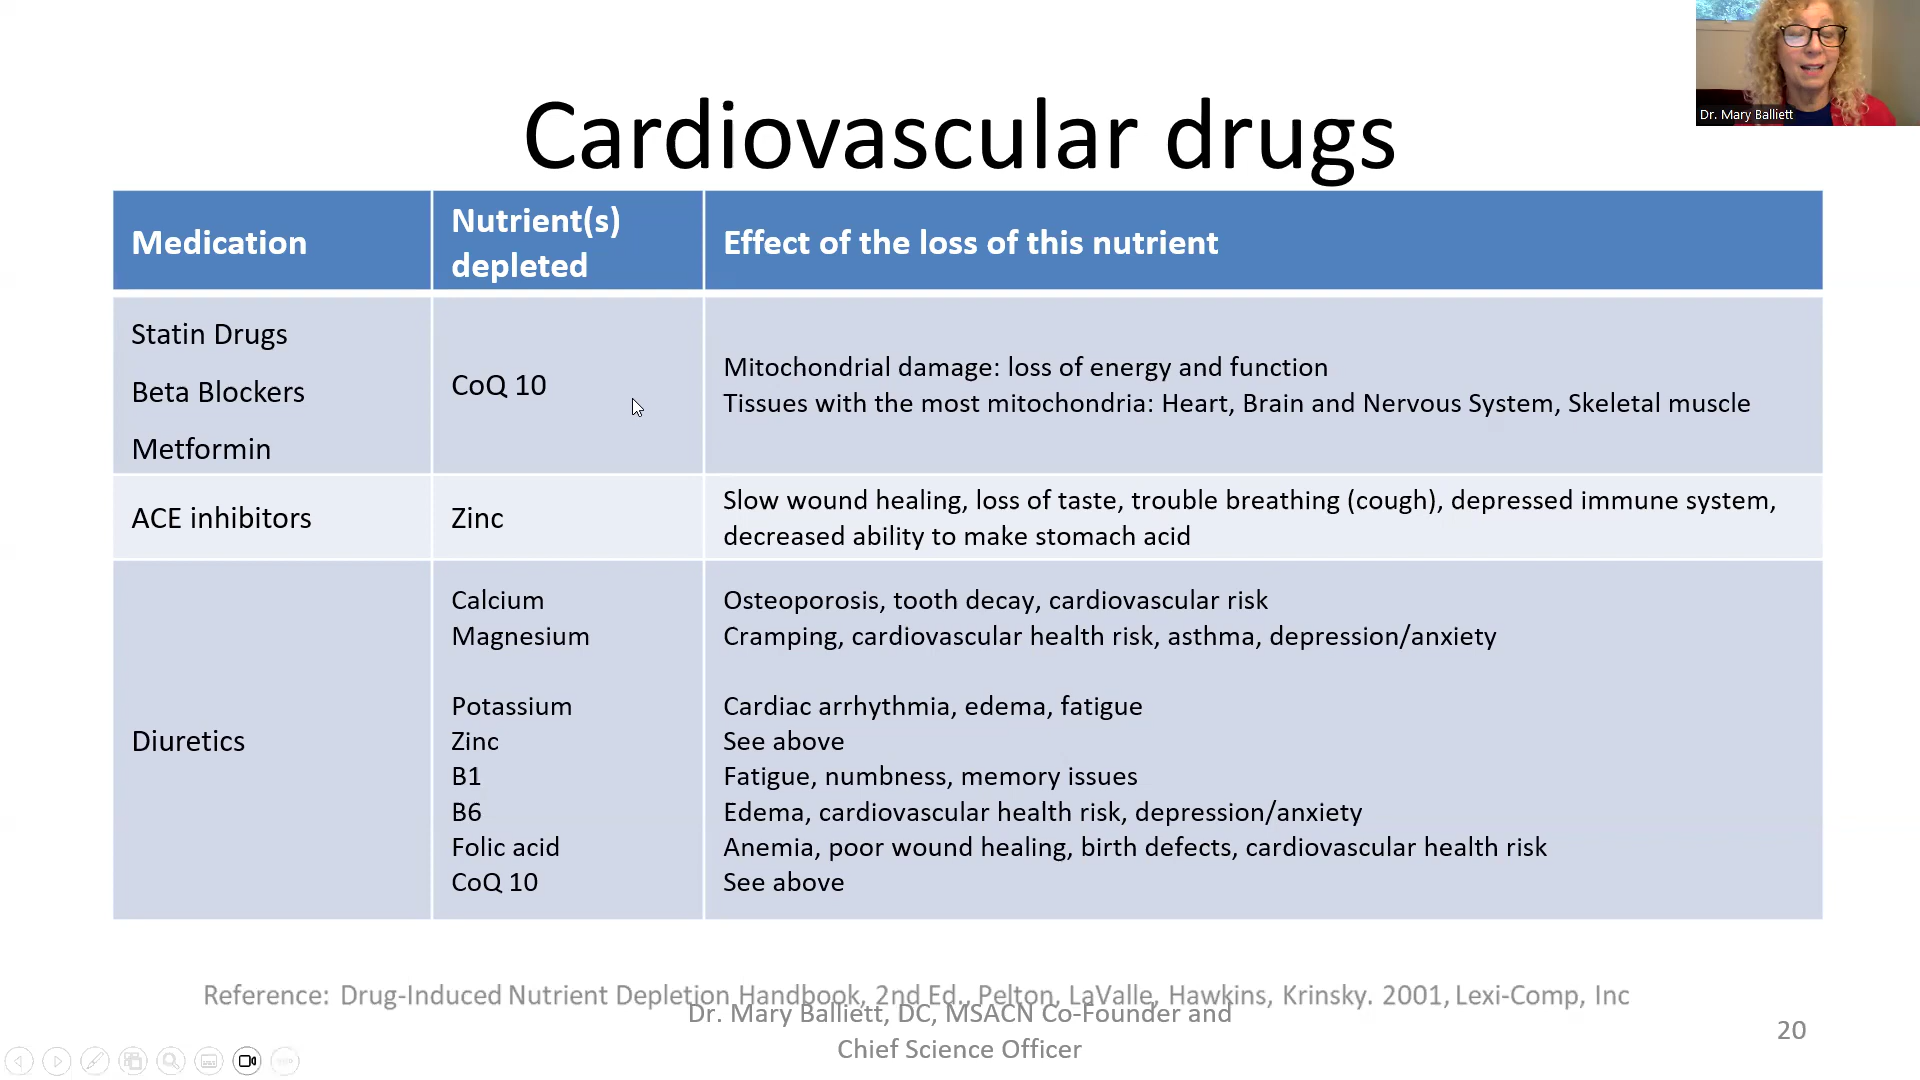 Dr. Mary Balliett
Cardiovascular drugs
Medication
Nutrient(s)
depleted
Effect of the loss of this nutrient
Statin Drugs
Beta Blockers
Metformin
CoQ 10
Mitochondrial damage: loss of energy and function
Tissues with the most mitochondria: Heart, Brain and Nervous System, Skeletal muscle
ACE inhibitors
Zinc
Slow wound healing, loss of taste, trouble breathing (cough), depressed immune system,
decreased ability to make stomach acid
Diuretics
Calcium
Osteoporosis, tooth decay, cardiovascular risk
Magnesium
Cramping, cardiovascular health risk, asthma, depression/anxiety
Potassium
Cardiac arrhythmia, edema, fatigue
Zinc
See above
B1
Fatigue, numbness, memory issues
B6
Edema, cardiovascular health risk, depression/anxiety
Folic acid
Anemia, poor wound healing, birth defects, cardiovascular health risk
CoQ 10
See above
Reference: Drug-Induced Nutrient Depletion Handbook, 2nd Ed., Pelton, LaValle, Hawkins, Krinsky. 2001, Lexi-Comp, Inc
Dr. Mary Balliett, DC, MSACN Co-Founder and
Chief Science Officer
20